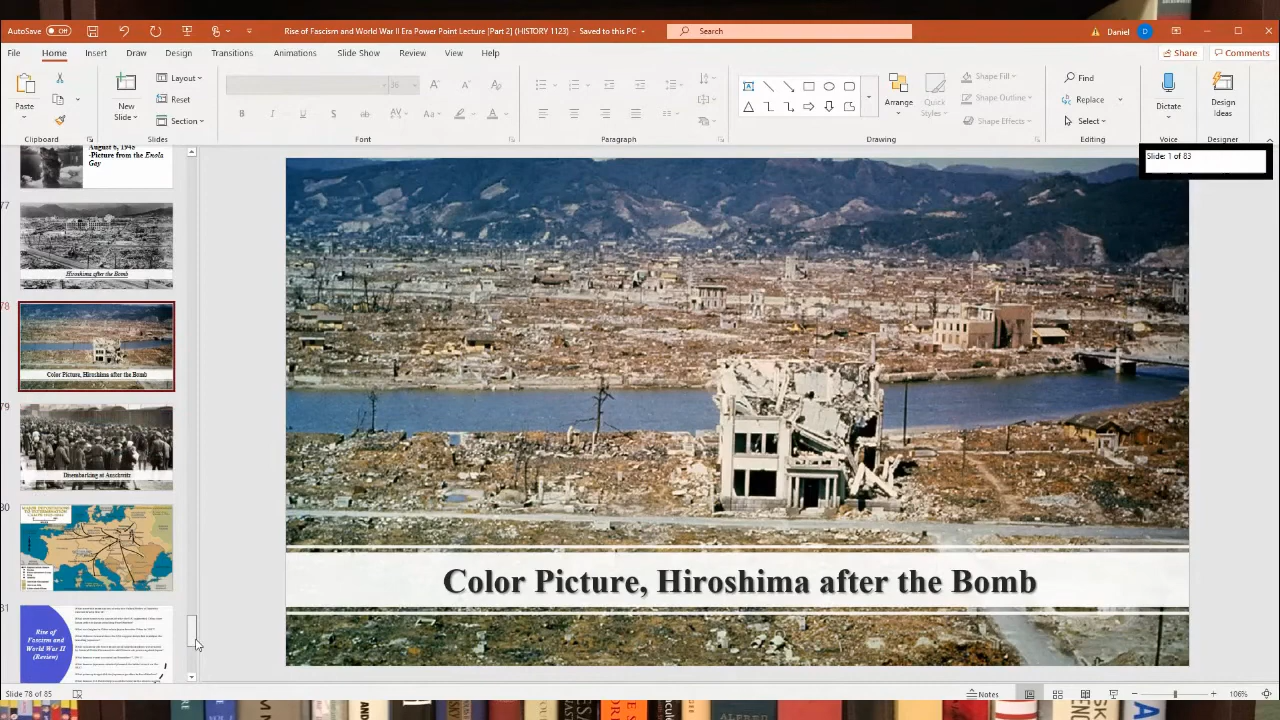 AutoSave Off Rise of Fascism and World War II Era Power Point Lecture [Part 2] (HISTORY 1123) - Saved to this PC Search Daniel D
File Home Insert Draw Design Transitions Animations Slide Show Review View Help Share Comments
Paste
Clipboard
New
Slide
Layout
Reset
Section
Slides
36
Font
Paragraph
Arrange
Quick
Styles
Shape Fill
Shape Outline
Shape Effects
Drawing
Find
Replace
Select
Editing
Dictate
Voice
Design
Ideas
Designer
Slide: 1 of 83
August 6, 1945
-Picture from the Enola
Gay
77
Hiroshima after the Bomb
78
Color Picture, Hiroshima after the Bomb
79
Disembarking at Auschwitz
80
81
Rise of
Fascism and
World War II
(Review)
Color Picture, Hiroshima after the Bomb
Slide 78 of 85 Notes 106%